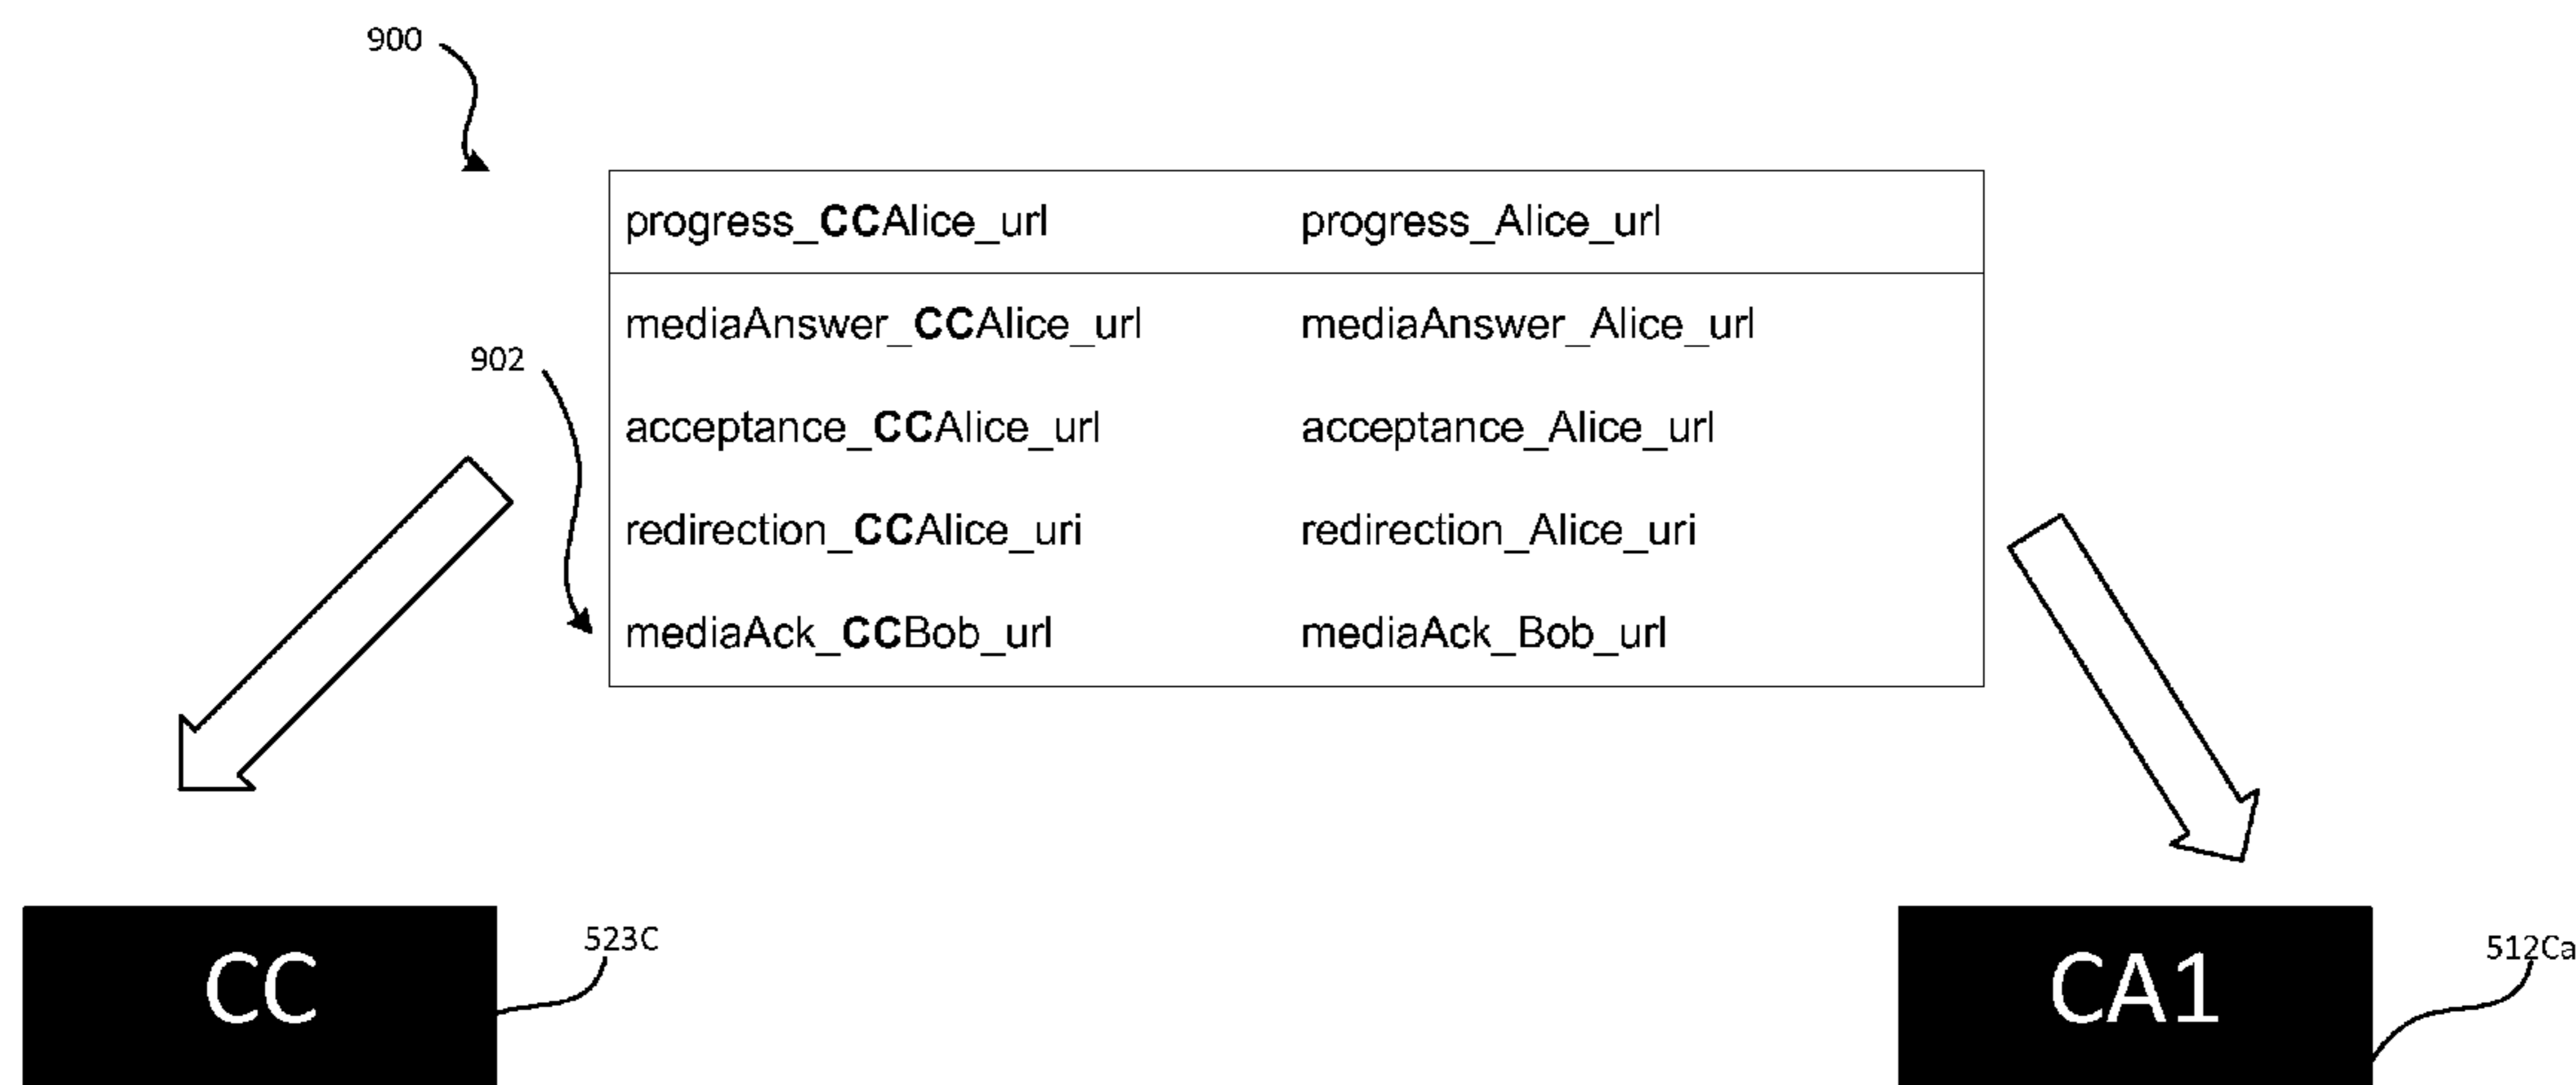 900
progress_CCAlice_url progress_Alice_url
mediaAnswer_CCAlice_url mediaAnswer_Alice_url
902
acceptance_CCAlice_url acceptance_Alice_url
redirection_CCAlice_uri redirection_Alice_uri
mediaAck_CCBob_url mediaAck_Bob_url
CC
523C
CA1
512Ca